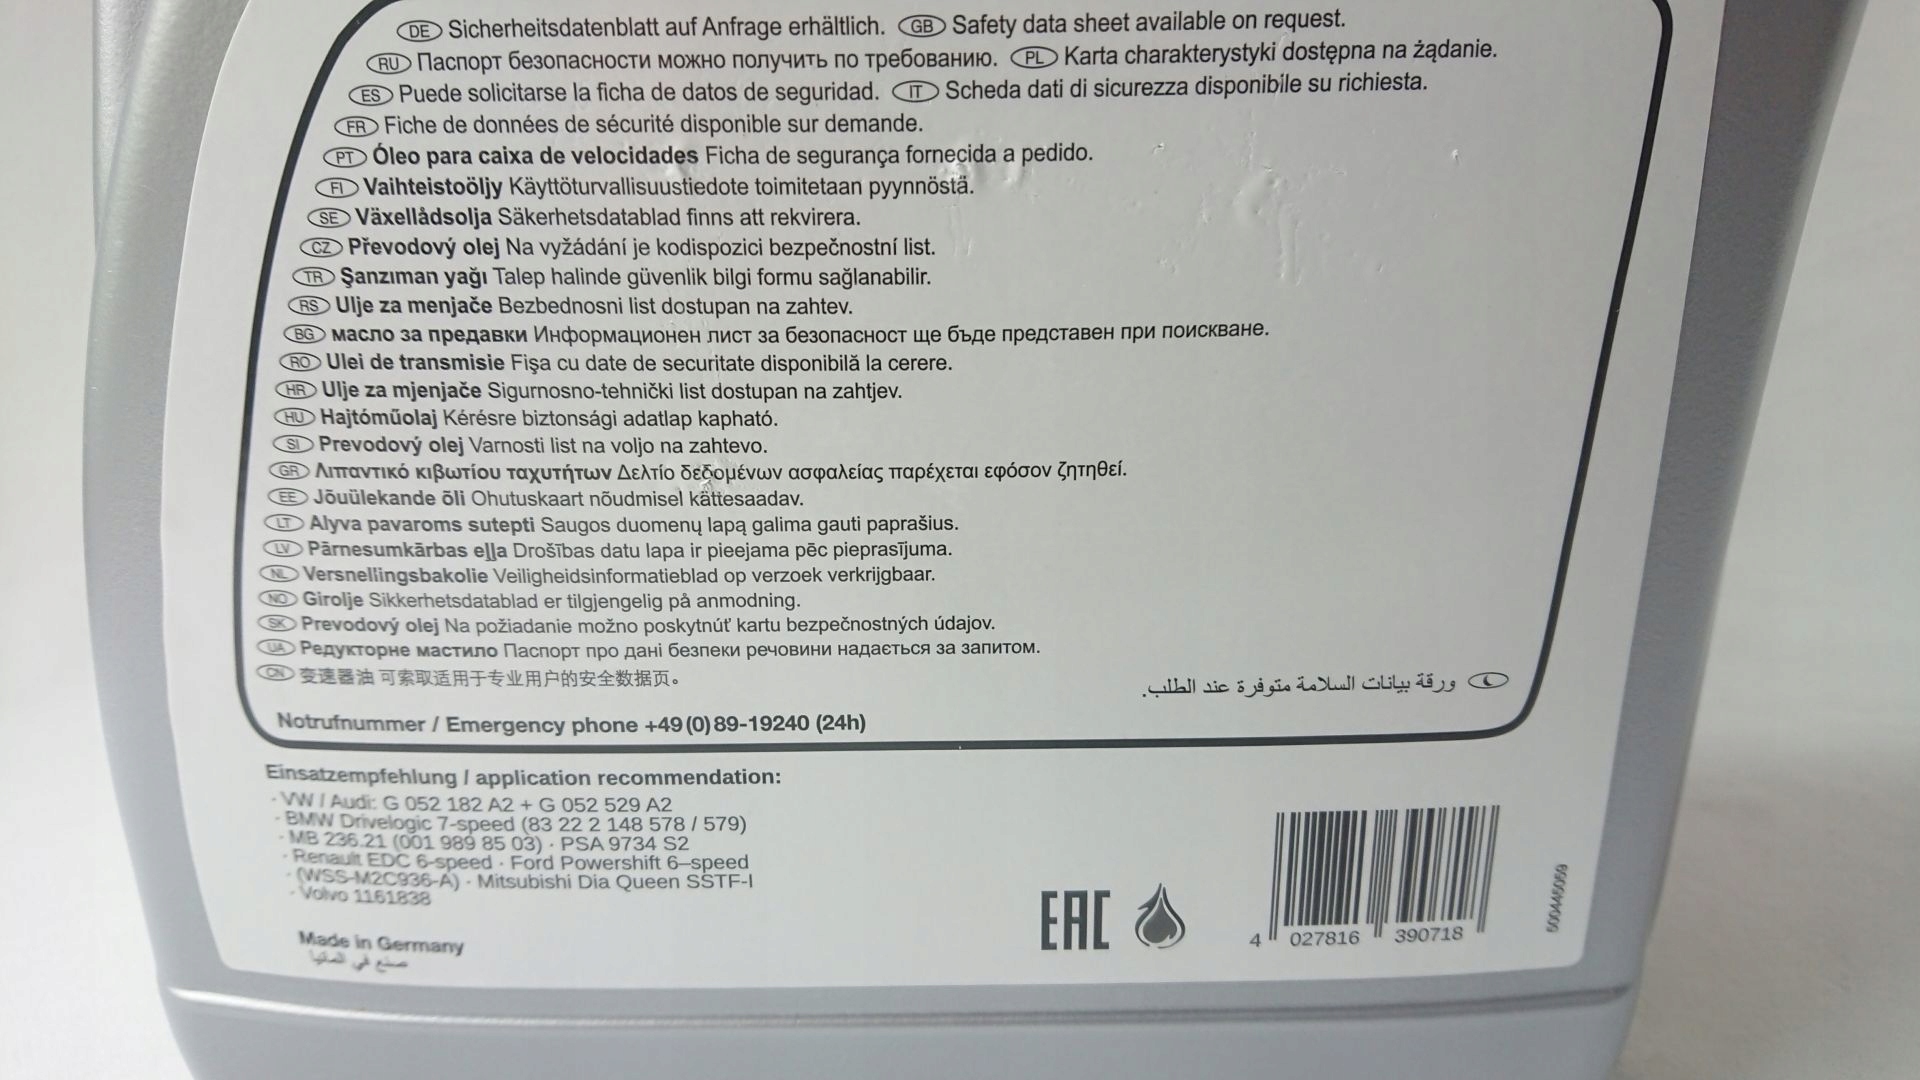 DE Sicherheitsdatenblatt auf Anfrage erhältlich. GB Safety data sheet available on request.
RU Паспорт безопасности можно получить по требованию. PL Karta charakterystyki dostępna na żądanie.
ES Puede solicitarse la ficha de datos de seguridad. IT Scheda dati di sicurezza disponibile su richiesta.
FR Fiche de données de sécurité disponible sur demande.
PT Óleo para caixa de velocidades Ficha de segurança fornecida a pedido.
FI Vaihteistoöljy Käyttöturvallisuustiedote toimitetaan pyynnöstä.
SE Växellådsolja Säkerhetsdatablad finns att rekvirera.
CZ Převodový olej Na vyžádání je kodispozici bezpečnostní list.
TR Şanzıman yağı Talep halinde güvenlik bilgi formu sağlanabilir.
RS Ulje za menjače Bezbednosni list dostupan na zahtev.
BG масло за предавки Информационен лист за безопасност ще бъде представен при поискване.
RO Ulei de transmisie Fişa cu date de securitate disponibilă la cerere.
HR Ulje za mjenjače Sigurnosno-tehnički list dostupan na zahtjev.
HU Hajtóműolaj Kérésre biztonsági adatlap kapható.
SI Prevodový olej Varnosti list na voljo na zahtevo.
GR Λιπαντικό κιβωτίου ταχυτήτων Δελτίο δεδομένων ασφαλείας παρέχεται εφόσον ζητηθεί.
EE Jõuülekande õli Ohutuskaart nõudmisel kättesaadav.
LT Alyva pavaroms sutepti Saugos duomenų lapą galima gauti paprašius.
LV Pārnesumkārbas eļļa Drošības datu lapa ir pieejama pēc pieprasījuma.
NL Versnellingsbakolie Veiligheidsinformatieblad op verzoek verkrijgbaar.
NO Girolje Sikkerhetsdatablad er tilgjengelig på anmodning.
SK Prevodový olej Na požiadanie možno poskytnúť kartu bezpečnostných údajov.
UA Редукторне мастило Паспорт про дані безпеки речовини надається за запитом.
CN 变速器油 可索取适用于专业用户的安全数据页。
ورقة بيانات السلامة متوفرة عند الطلب.
Notrufnummer / Emergency phone +49(0)89-19240 (24h)
Einsatzempfehlung / application recommendation:
· VW / Audi: G 052 182 A2 + G 052 529 A2
· BMW Drivelogic 7-speed (83 22 2 148 578 / 579)
· MB 236.21 (001 989 85 03) · PSA 9734 S2
· Renault EDC 6-speed · Ford Powershift 6–speed
· (WSS-M2C936-A) · Mitsubishi Dia Queen SSTF-I
· Volvo 1161838
Made in Germany
صنع في المانيا
EAC
4 027816 390718
500446059